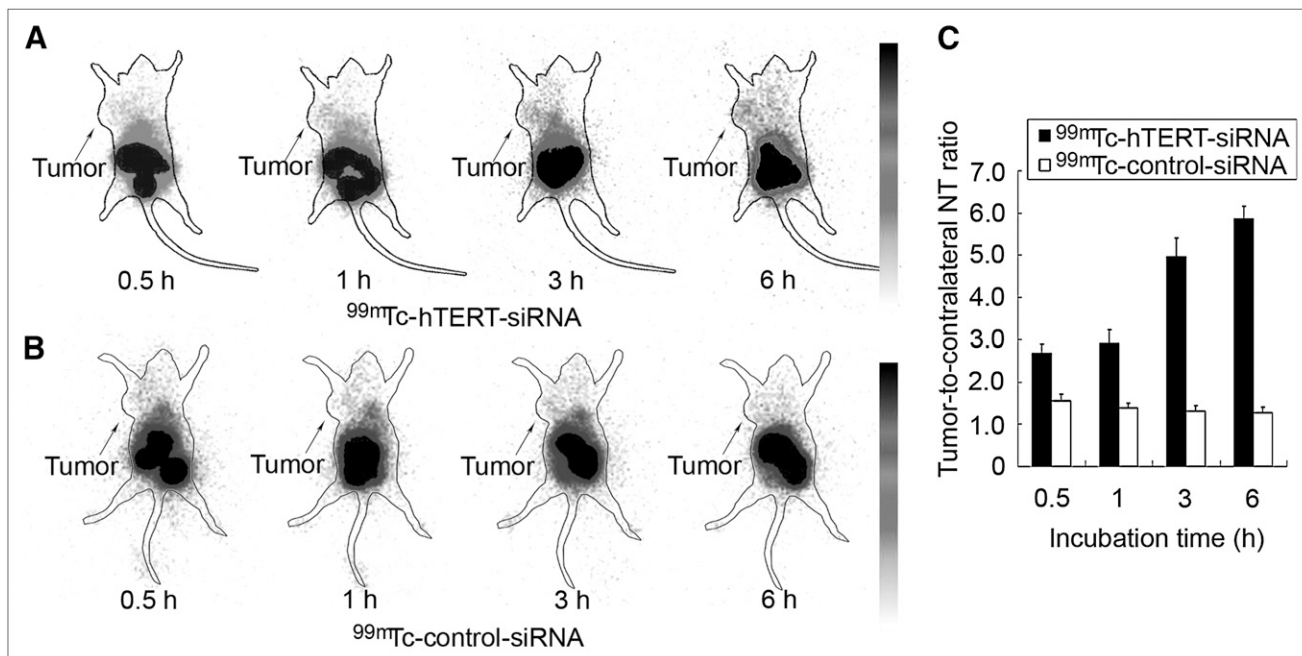 A
Tumor
Tumor
Tumor
Tumor
0.5 h
1 h
3 h
6 h
99mTc-hTERT-siRNA
B
Tumor
Tumor
Tumor
Tumor
0.5 h
1 h
3 h
6 h
99mTc-control-siRNA
C
99mTc-hTERT-siRNA
99mTc-control-siRNA
Tumor-to-contralateral NT ratio
7.0
6.0
5.0
4.0
3.0
2.0
1.0
0
0.5 1 3 6
Incubation time (h)